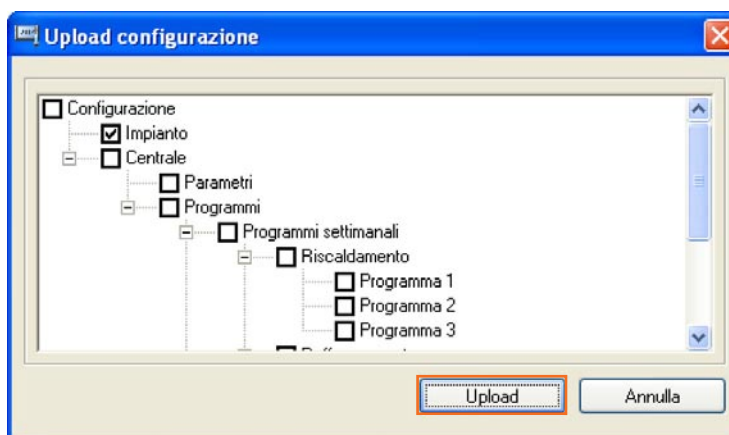 Upload configurazione
Configurazione
Impianto
Centrale
Parametri
Programmi
Programmi settimanali
Riscaldamento
Programma 1
Programma 2
Programma 3
Upload Annulla